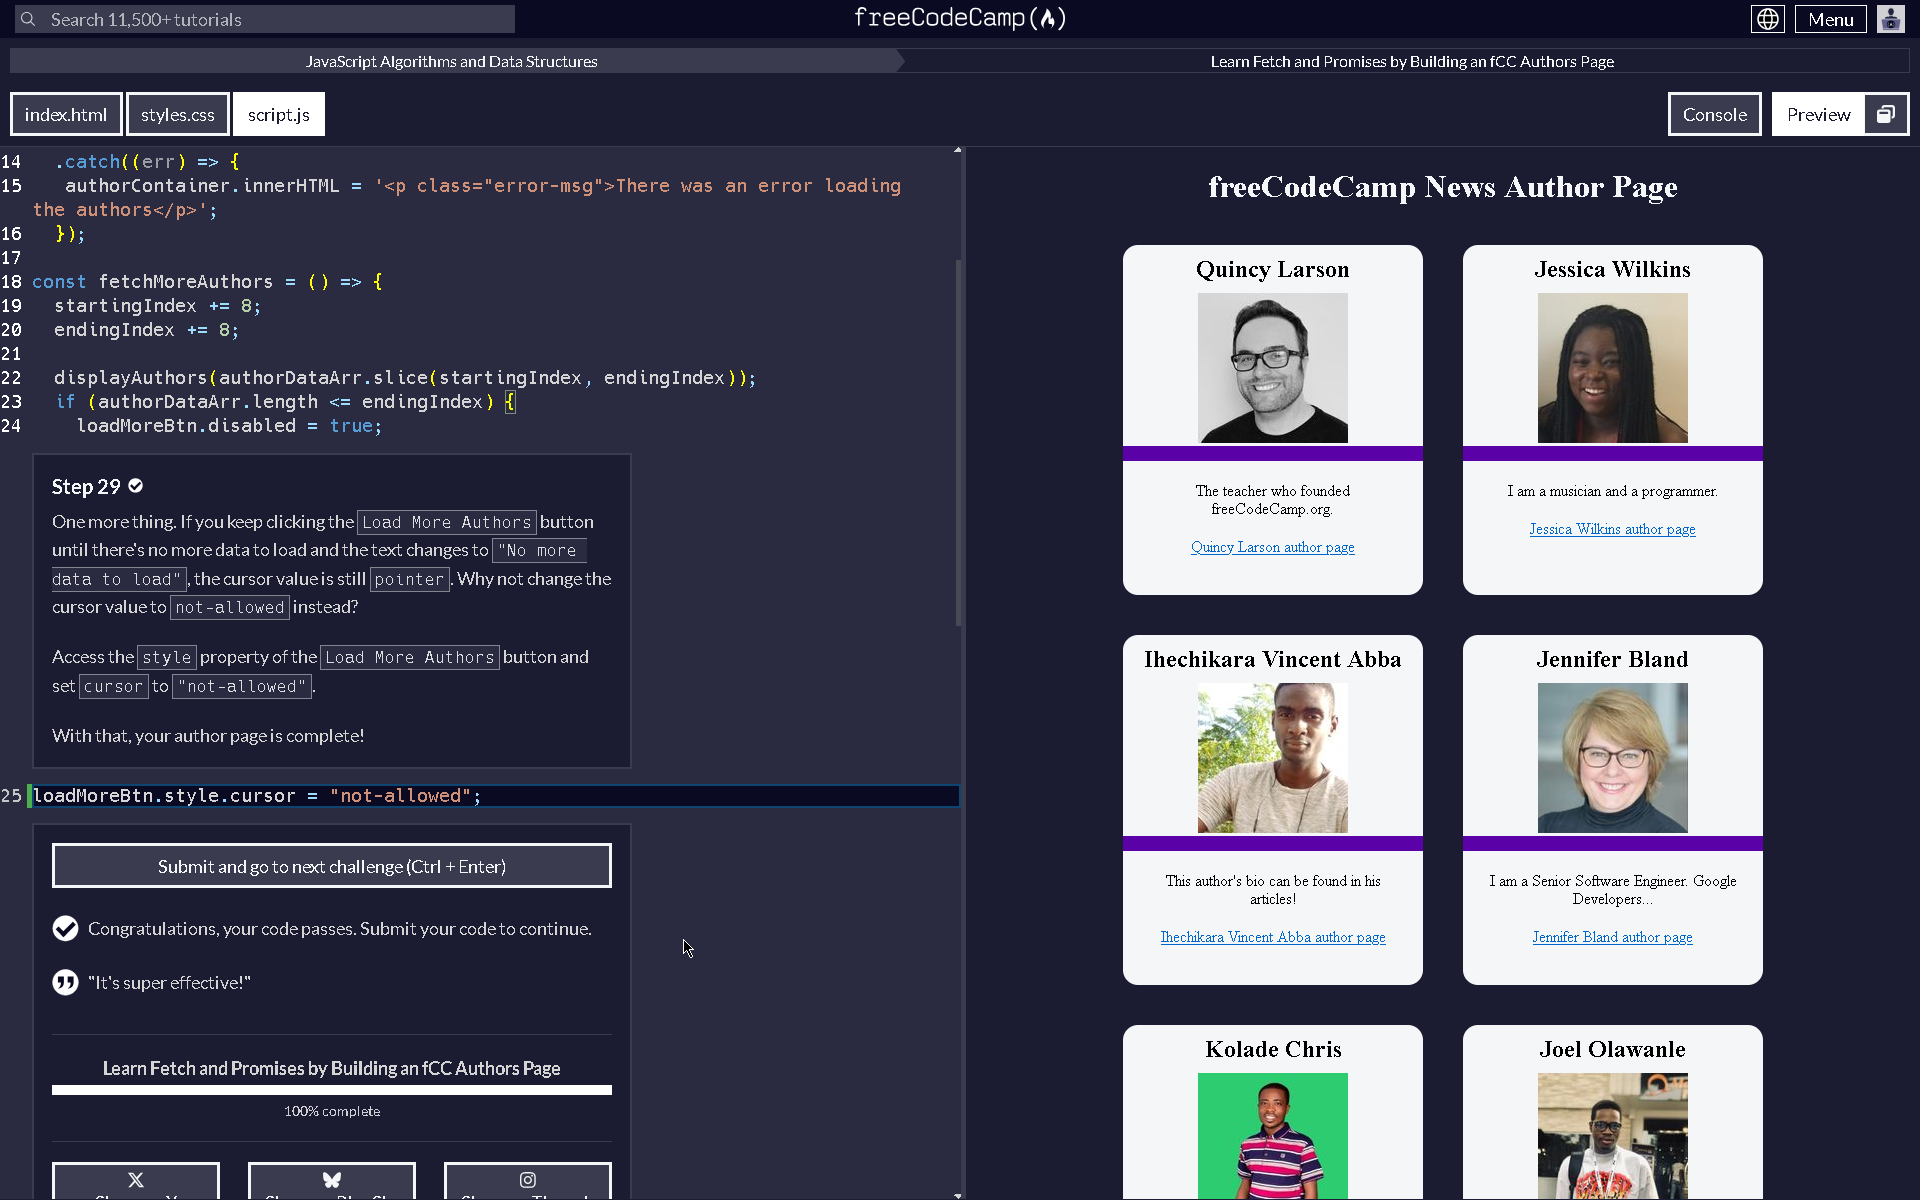 Search 11,500+ tutorials
freeCodeCamp
Menu
JavaScript Algorithms and Data Structures
Learn Fetch and Promises by Building an fCC Authors Page
index.html
styles.css
script.js
Console
Preview
14 .catch((err) => {
15 authorContainer.innerHTML = '<p class="error-msg">There was an error loading
the authors</p>';
16 });
17
18 const fetchMoreAuthors = () => {
19 startingIndex += 8;
20 endingIndex += 8;
21
22 displayAuthors(authorDataArr.slice(startingIndex, endingIndex));
23 if (authorDataArr.length <= endingIndex) {
24 loadMoreBtn.disabled = true;
Step 29
One more thing. If you keep clicking the Load More Authors button
until there's no more data to load and the text changes to "No more
data to load", the cursor value is still pointer. Why not change the
cursor value to not-allowed instead?
Access the style property of the Load More Authors button and
set cursor to "not-allowed".
With that, your author page is complete!
25 loadMoreBtn.style.cursor = "not-allowed";
Submit and go to next challenge (Ctrl + Enter)
Congratulations, your code passes. Submit your code to continue.
"It's super effective!"
Learn Fetch and Promises by Building an fCC Authors Page
100% complete
freeCodeCamp News Author Page
Quincy Larson
The teacher who founded
freeCodeCamp.org.
Quincy Larson author page
Jessica Wilkins
I am a musician and a programmer.
Jessica Wilkins author page
Ihechikara Vincent Abba
This author's bio can be found in his
articles!
Ihechikara Vincent Abba author page
Jennifer Bland
I am a Senior Software Engineer. Google
Developers...
Jennifer Bland author page
Kolade Chris
Joel Olawanle